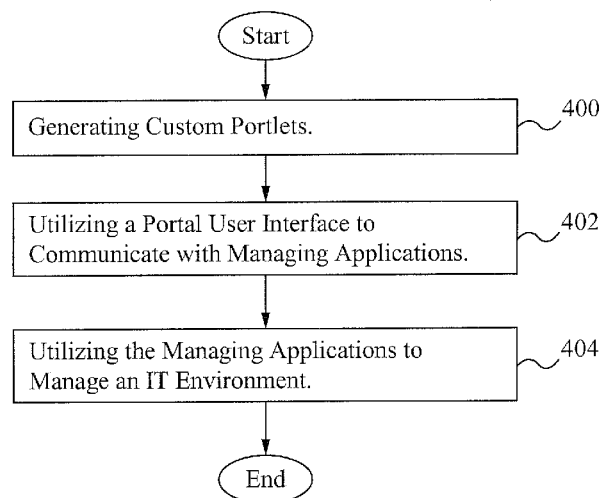 Start
Generating Custom Portlets.
400
Utilizing a Portal User Interface to
Communicate with Managing Applications.
402
Utilizing the Managing Applications to
Manage an IT Environment.
404
End